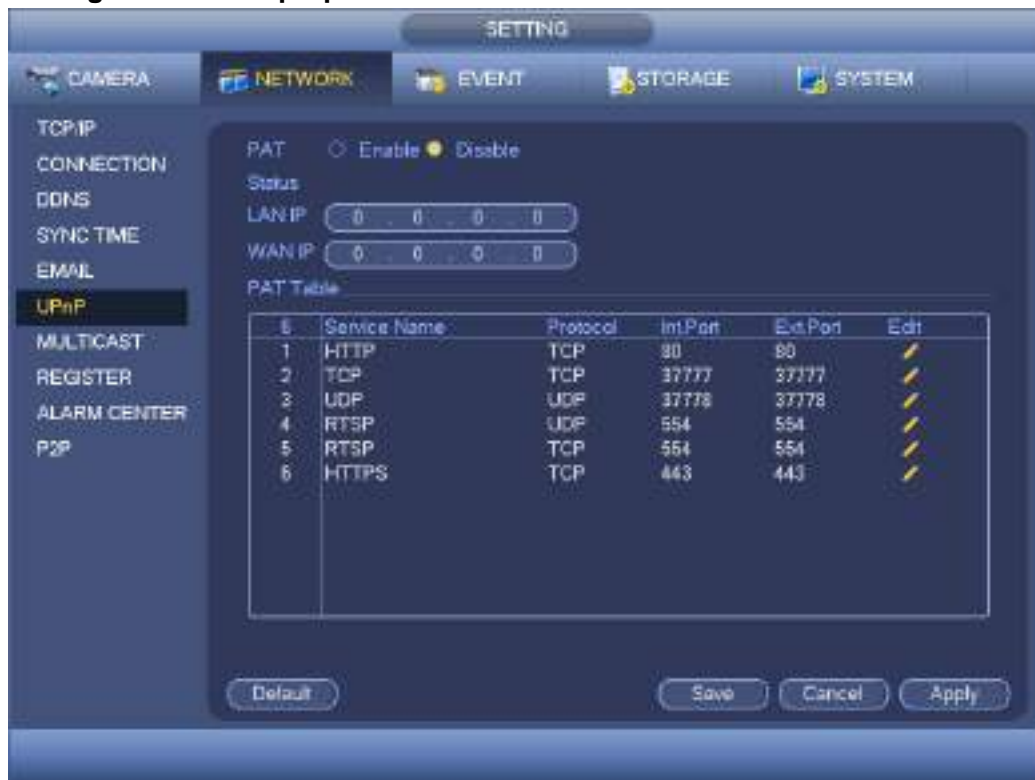 SETTING
CAMERA NETWORK EVENT STORAGE SYSTEM
TCP/IP
CONNECTION
DDNS
SYNC TIME
EMAIL
UPnP
MULTICAST
REGISTER
ALARM CENTER
P2P
PAT Enable Disable
Status
LAN IP 0 . 0 . 0 . 0
WAN IP 0 . 0 . 0 . 0
PAT Table
6 Service Name Protocol Int.Port Ext.Port Edit
1 HTTP TCP 80 80
2 TCP TCP 37777 37777
3 UDP UDP 37778 37778
4 RTSP UDP 554 554
5 RTSP TCP 554 554
6 HTTPS TCP 443 443
Default Save Cancel Apply